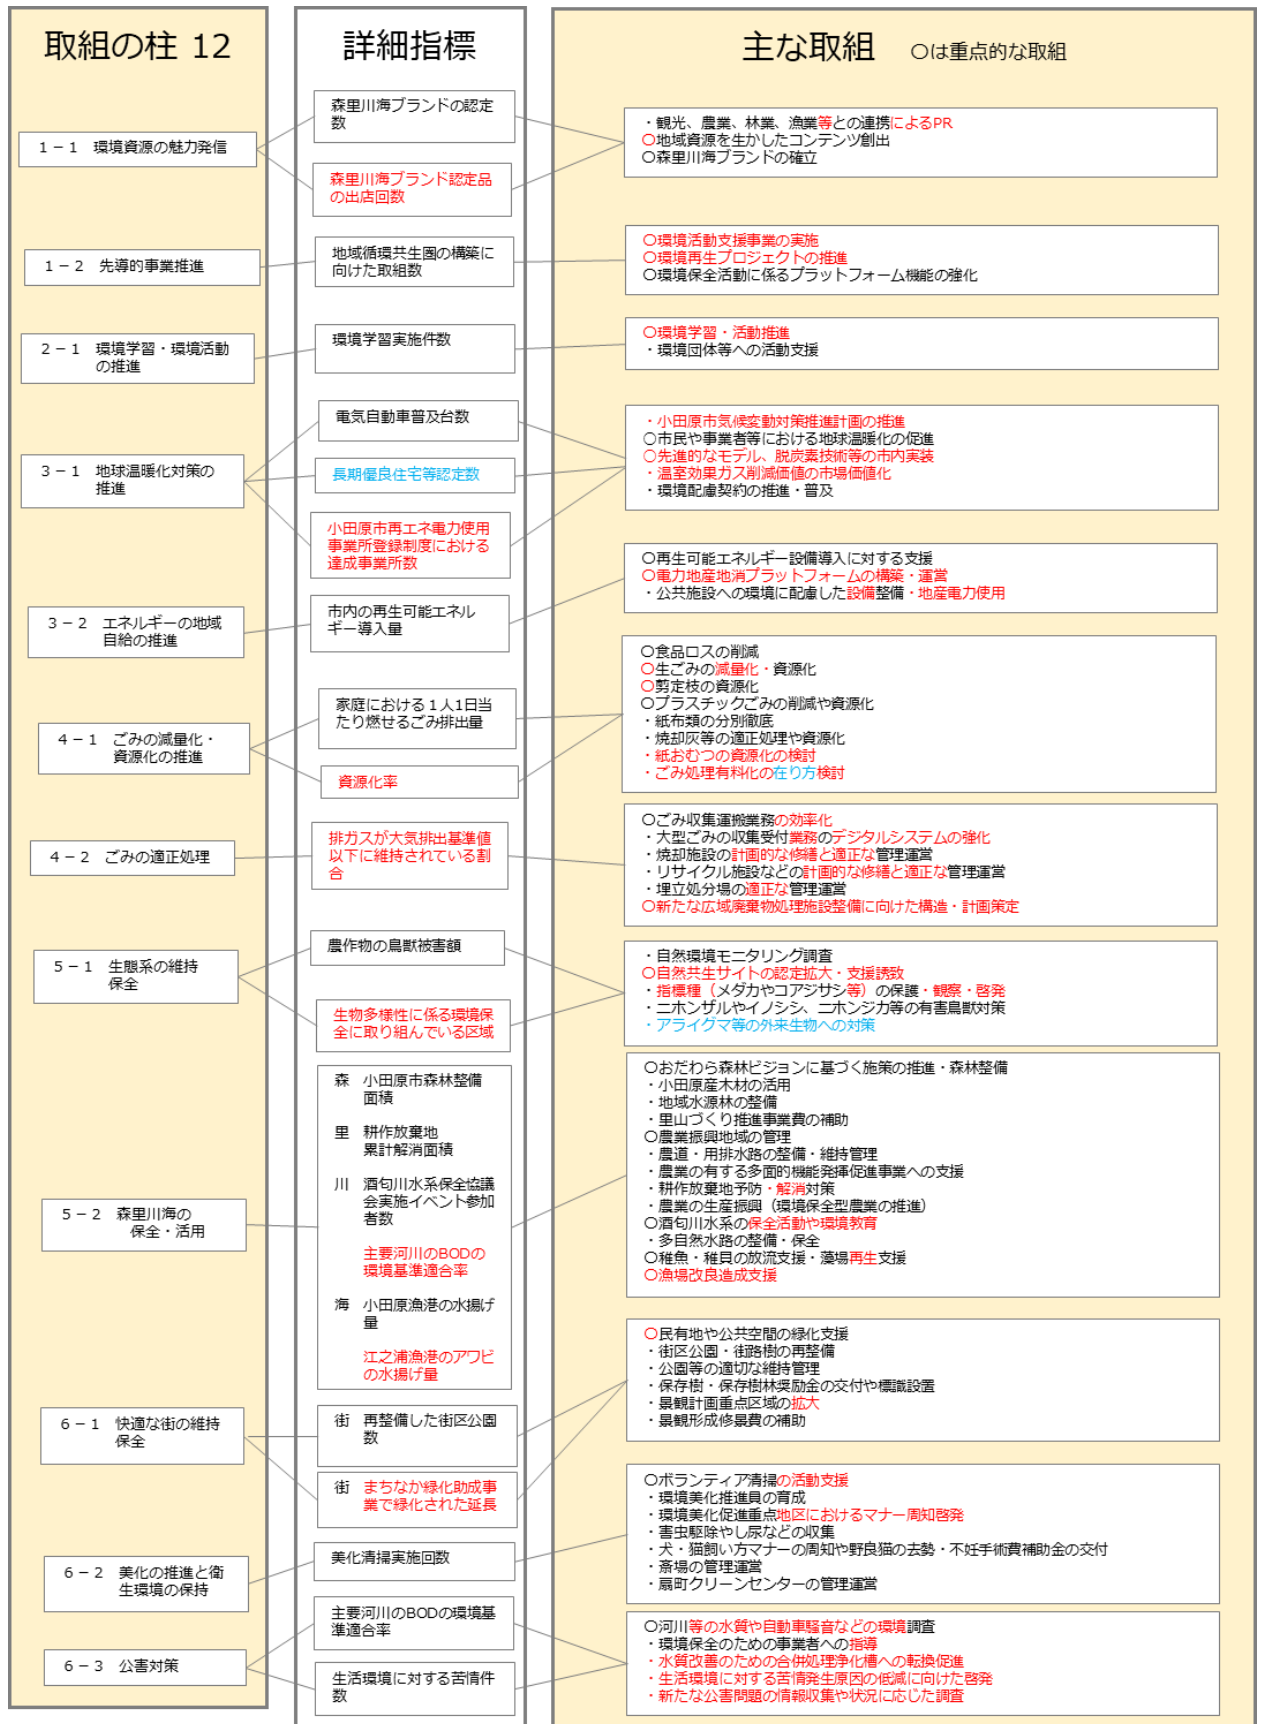 取組の柱 12
1－1 環境資源の魅力発信
1－2 先導的事業推進
2－1 環境学習・環境活動
の推進
3－1 地球温暖化対策の
推進
3－2 エネルギーの地域
自給の推進
4－1 ごみの減量化・
資源化の推進
4－2 ごみの適正処理
5－1 生態系の維持
保全
5－2 森里川海の
保全・活用
6－1 快適な街の維持
保全
6－2 美化の推進と衛
生環境の保持
6－3 公害対策
詳細指標
森里川海ブランドの認定
数
森里川海ブランド認定品
の出店回数
地域循環共生圏の構築に
向けた取組数
環境学習実施件数
電気自動車普及台数
長期優良住宅等認定数
小田原市再エネ電力使用
事業所登録制度における
達成事業所数
市内の再生可能エネル
ギー導入量
家庭における１人1日当
たり燃せるごみ排出量
資源化率
排ガスが大気排出基準値
以下に維持されている割
合
農作物の鳥獣被害額
生物多様性に係る環境保
全に取り組んでいる区域
森 小田原市森林整備
面積
里 耕作放棄地
累計解消面積
川 酒匂川水系保全協議
会実施イベント参加
者数
主要河川のBODの
環境基準適合率
海 小田原漁港の水揚げ
量
江之浦漁港のアワビ
の水揚げ量
街 再整備した街区公園
数
街 まちなか緑化助成事
業で緑化された延長
美化清掃実施回数
主要河川のBODの環境基
準適合率
生活環境に対する苦情件
数
主な取組 〇は重点的な取組
・観光、農業、林業、漁業等との連携によるPR
〇地域資源を生かしたコンテンツ創出
〇森里川海ブランドの確立
〇環境活動支援事業の実施
〇環境再生プロジェクトの推進
〇環境保全活動に係るプラットフォーム機能の強化
〇環境学習・活動推進
・環境団体等への活動支援
・小田原市気候変動対策推進計画の推進
〇市民や事業者等における地球温暖化の促進
〇先進的なモデル、脱炭素技術等の市内実装
・温室効果ガス削減価値の市場価値化
・環境配慮契約の推進・普及
〇再生可能エネルギー設備導入に対する支援
〇電力地産地消プラットフォームの構築・運営
・公共施設への環境に配慮した設備整備・地産電力使用
〇食品ロスの削減
〇生ごみの減量化・資源化
〇剪定枝の資源化
〇プラスチックごみの削減や資源化
・紙布類の分別徹底
・焼却灰等の適正処理や資源化
・紙おむつの資源化の検討
・ごみ処理有料化の在り方検討
〇ごみ収集運搬業務の効率化
・大型ごみの収集受付業務のデジタルシステムの強化
・焼却施設の計画的な修繕と適正な管理運営
・リサイクル施設などの計画的な修繕と適正な管理運営
・埋立処分場の適正な管理運営
〇新たな広域廃棄物処理施設整備に向けた構造・計画策定
・自然環境モニタリング調査
〇自然共生サイトの認定拡大・支援誘致
・指標種（メダカやコアジサシ等）の保護・観察・啓発
・ニホンザルやイノシシ、ニホンジカ等の有害鳥獣対策
・アライグマ等の外来生物への対策
〇おだわら森林ビジョンに基づく施策の推進・森林整備
・小田原産木材の活用
・地域水源林の整備
・里山づくり推進事業費の補助
〇農業振興地域の管理
・農道・用排水路の整備・維持管理
・農業の有する多面的機能発揮促進事業への支援
・耕作放棄地予防・解消対策
・農業の生産振興（環境保全型農業の推進）
〇酒匂川水系の保全活動や環境教育
・多自然水路の整備・保全
〇稚魚・稚貝の放流支援・藻場再生支援
〇漁場改良造成支援
〇民有地や公共空間の緑化支援
・街区公園・街路樹の再整備
・公園等の適切な維持管理
・保存樹・保存樹林奨励金の交付や標識設置
・景観計画重点区域の拡大
・景観形成修景費の補助
〇ボランティア清掃の活動支援
・環境美化推進員の育成
・環境美化促進重点地区におけるマナー周知啓発
・害虫駆除やし尿などの収集
・犬・猫飼い方マナーの周知や野良猫の去勢・不妊手術費補助金の交付
・斎場の管理運営
・扇町クリーンセンターの管理運営
〇河川等の水質や自動車騒音などの環境調査
・環境保全のための事業者への指導
・水質改善のための合併処理浄化槽への転換促進
・生活環境に対する苦情発生原因の低減に向けた啓発
・新たな公害問題の情報収集や状況に応じた調査